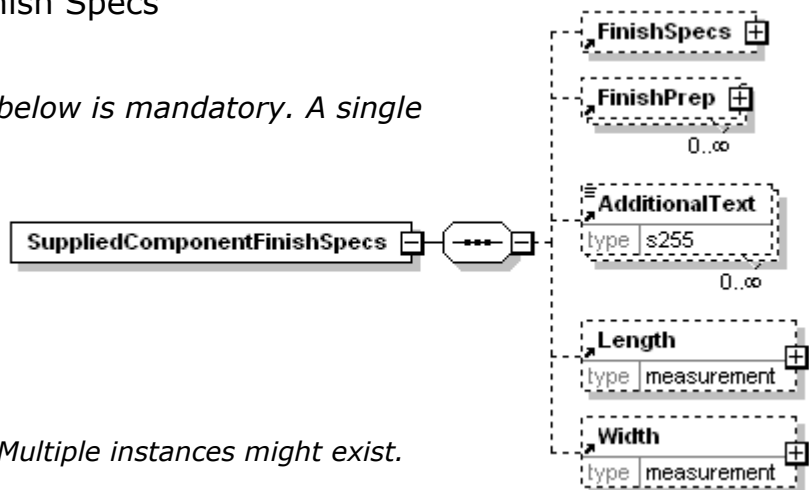 nish Specs
below is mandatory. A single
Multiple instances might exist.
SuppliedComponentFinishSpecs
FinishSpecs
FinishPrep
0..∞
AdditionalText
type s255
0..∞
Length
type measurement
Width
type measurement